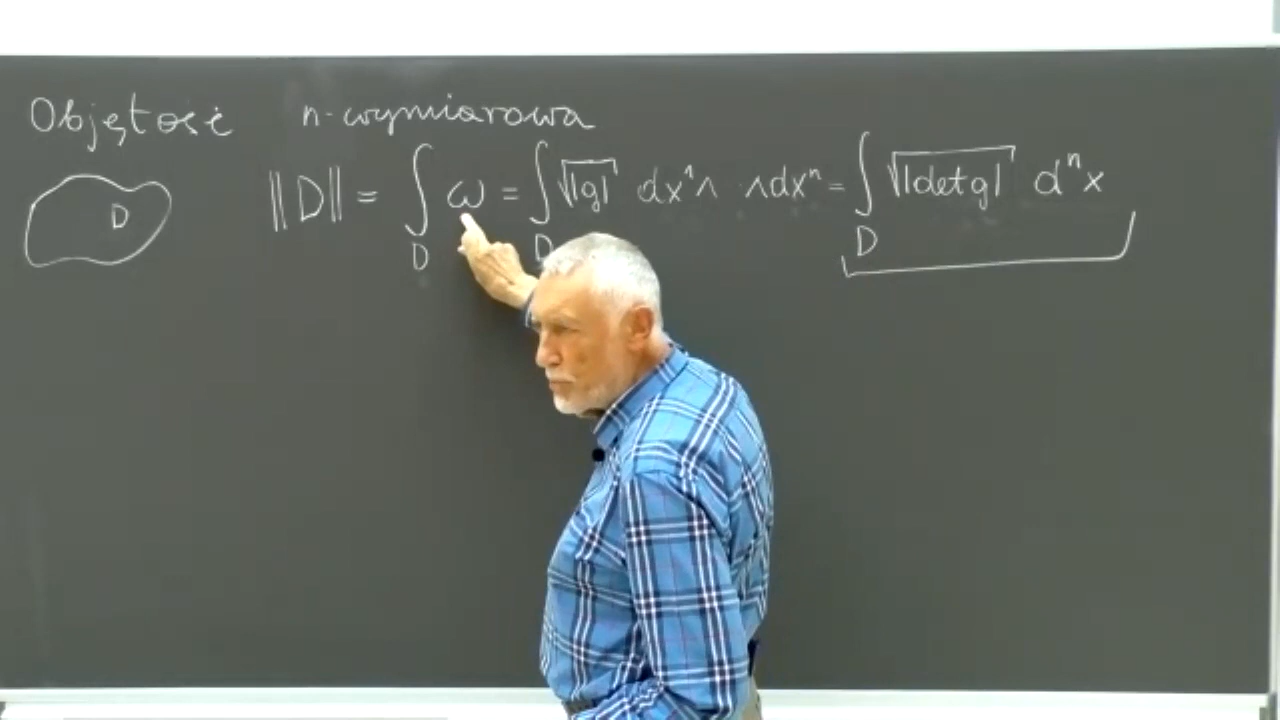 Objętość n-wymiarowa
D
‖D‖ = ∫_D ω = ∫_D √|g| dx¹∧ ∧dxⁿ = ∫_D √|det g| dⁿx